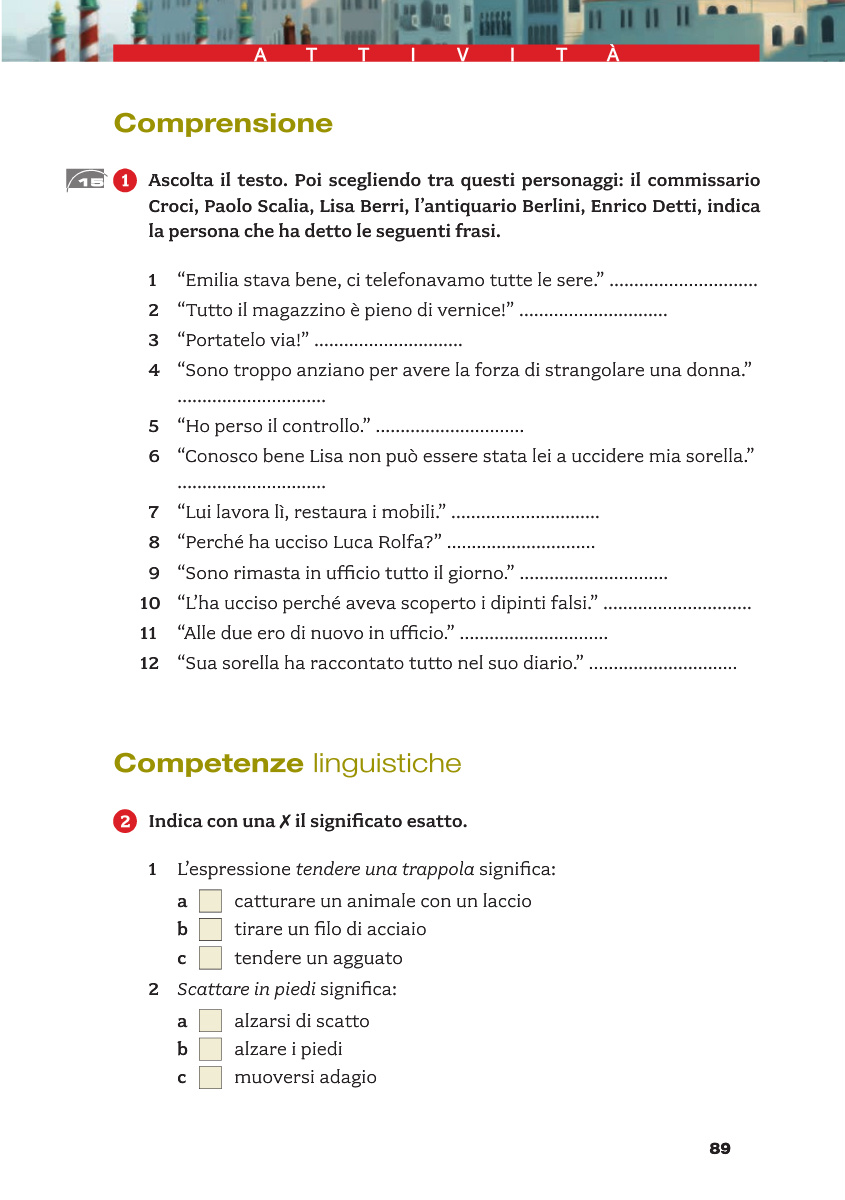 ATTIVITÀ
Comprensione
15 1 Ascolta il testo. Poi scegliendo tra questi personaggi: il commissario
Croci, Paolo Scalia, Lisa Berri, l’antiquario Berlini, Enrico Detti, indica
la persona che ha detto le seguenti frasi.
1 “Emilia stava bene, ci telefonavamo tutte le sere.” ..............................
2 “Tutto il magazzino è pieno di vernice!” ..............................
3 “Portatelo via!” ..............................
4 “Sono troppo anziano per avere la forza di strangolare una donna.”
..............................
5 “Ho perso il controllo.” ..............................
6 “Conosco bene Lisa non può essere stata lei a uccidere mia sorella.”
..............................
7 “Lui lavora lì, restaura i mobili.” ..............................
8 “Perché ha ucciso Luca Rolfa?” ..............................
9 “Sono rimasta in ufficio tutto il giorno.” ..............................
10 “L’ha ucciso perché aveva scoperto i dipinti falsi.” ..............................
11 “Alle due ero di nuovo in ufficio.” ..............................
12 “Sua sorella ha raccontato tutto nel suo diario.” ..............................
Competenze linguistiche
2 Indica con una ✗ il significato esatto.
1 L’espressione tendere una trappola significa:
a catturare un animale con un laccio
b tirare un filo di acciaio
c tendere un agguato
2 Scattare in piedi significa:
a alzarsi di scatto
b alzare i piedi
c muoversi adagio
89